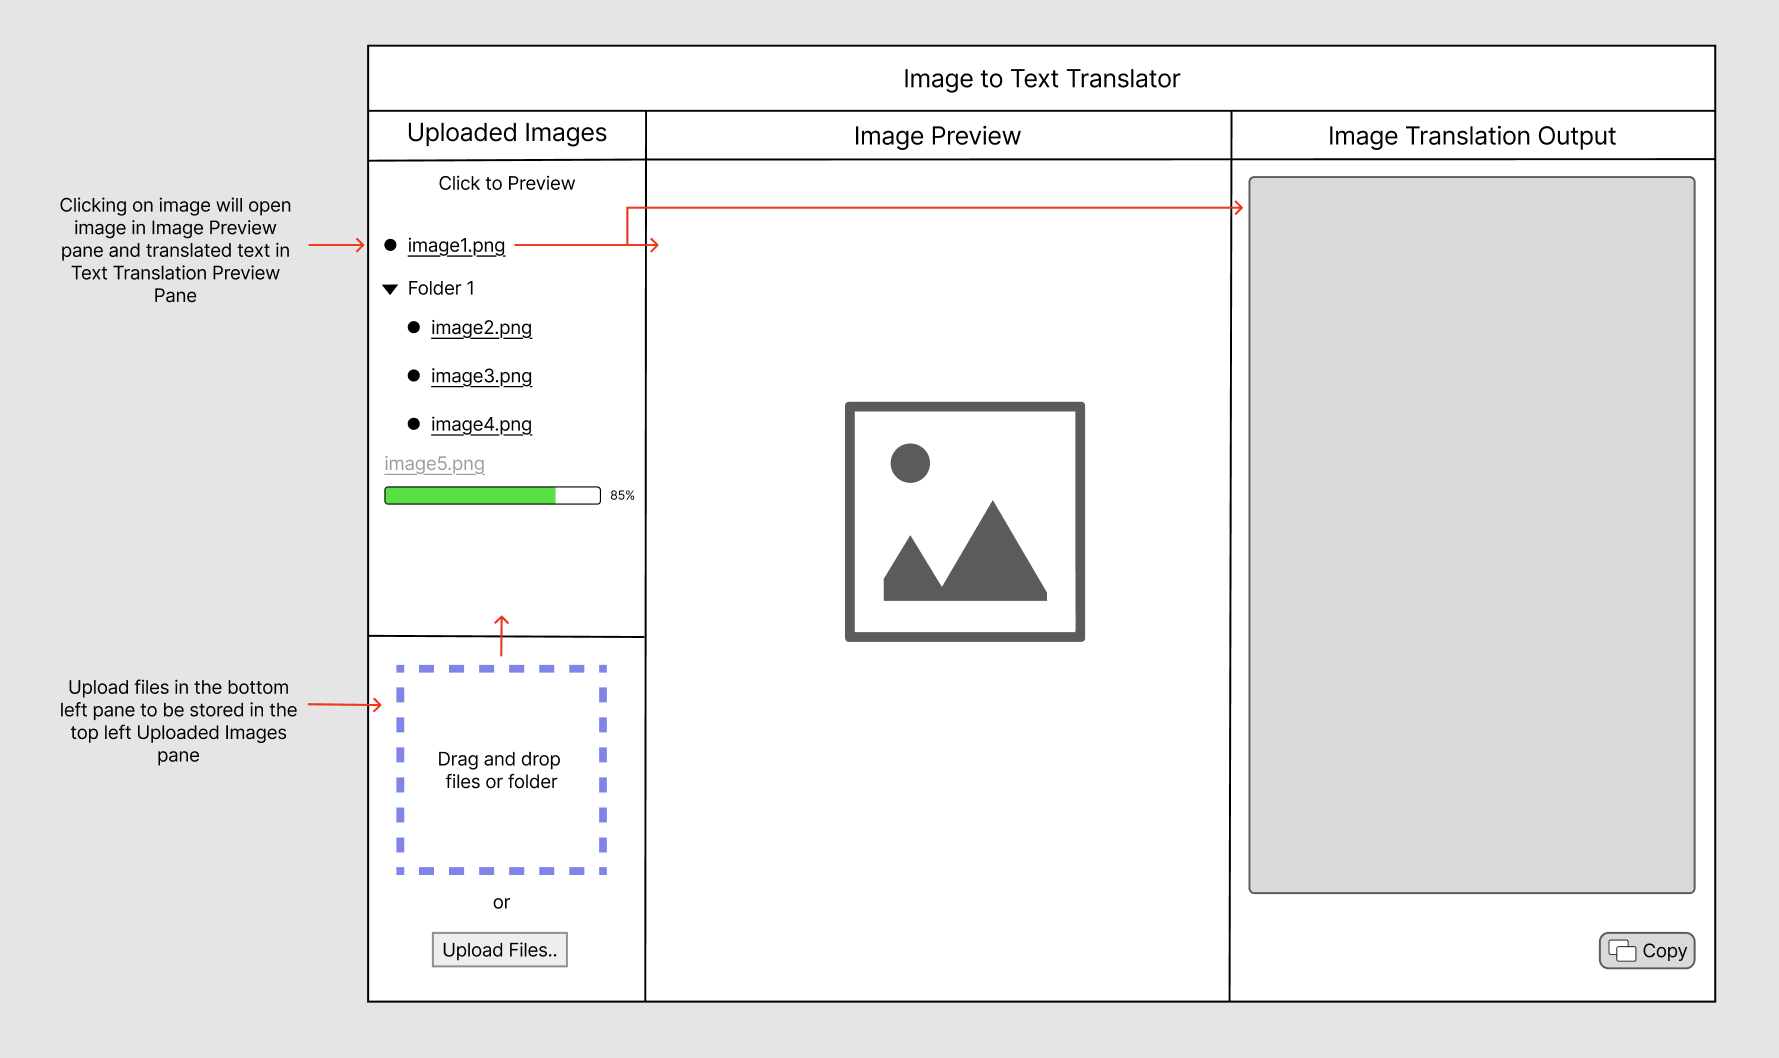 Image to Text Translator
Uploaded Images
Image Preview
Image Translation Output
Click to Preview
Clicking on image will open
image in Image Preview
pane and translated text in
Text Translation Preview
Pane
image1.png
Folder 1
image2.png
image3.png
image4.png
image5.png
85%
Upload files in the bottom
left pane to be stored in the
top left Uploaded Images
pane
Drag and drop
files or folder
or
Upload Files..
Copy